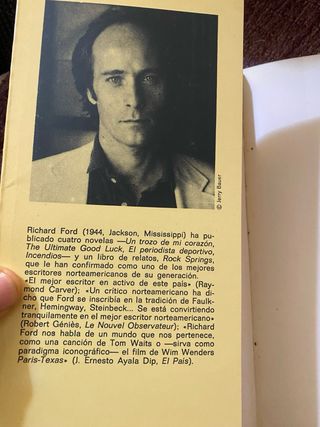 © Jerry Bauer
Richard Ford (1944, Jackson, Mississippi) ha pu-
blicado cuatro novelas —Un trozo de mi corazón,
The Ultimate Good Luck, El periodista deportivo,
Incendios— y un libro de relatos, Rock Springs,
que le han confirmado como uno de los mejores
escritores norteamericanos de su generación.
«El mejor escritor en activo de este país» (Ray-
mond Carver); «Un crítico norteamericano ha di-
cho que Ford se inscribía en la tradición de Faulk-
ner, Hemingway, Steinbeck... Se está convirtiendo
tranquilamente en el mejor escritor norteamericano»
(Robert Géniès, Le Nouvel Observateur); «Richard
Ford nos habla de un mundo que nos pertenece,
como una canción de Tom Waits o —sirva como
paradigma iconográfico— el film de Wim Wenders
Paris-Texas» (J. Ernesto Ayala Dip, El País).